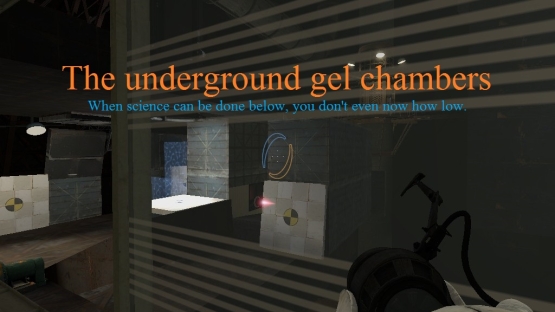 The underground gel chambers
When science can be done below, you don't even now how low.